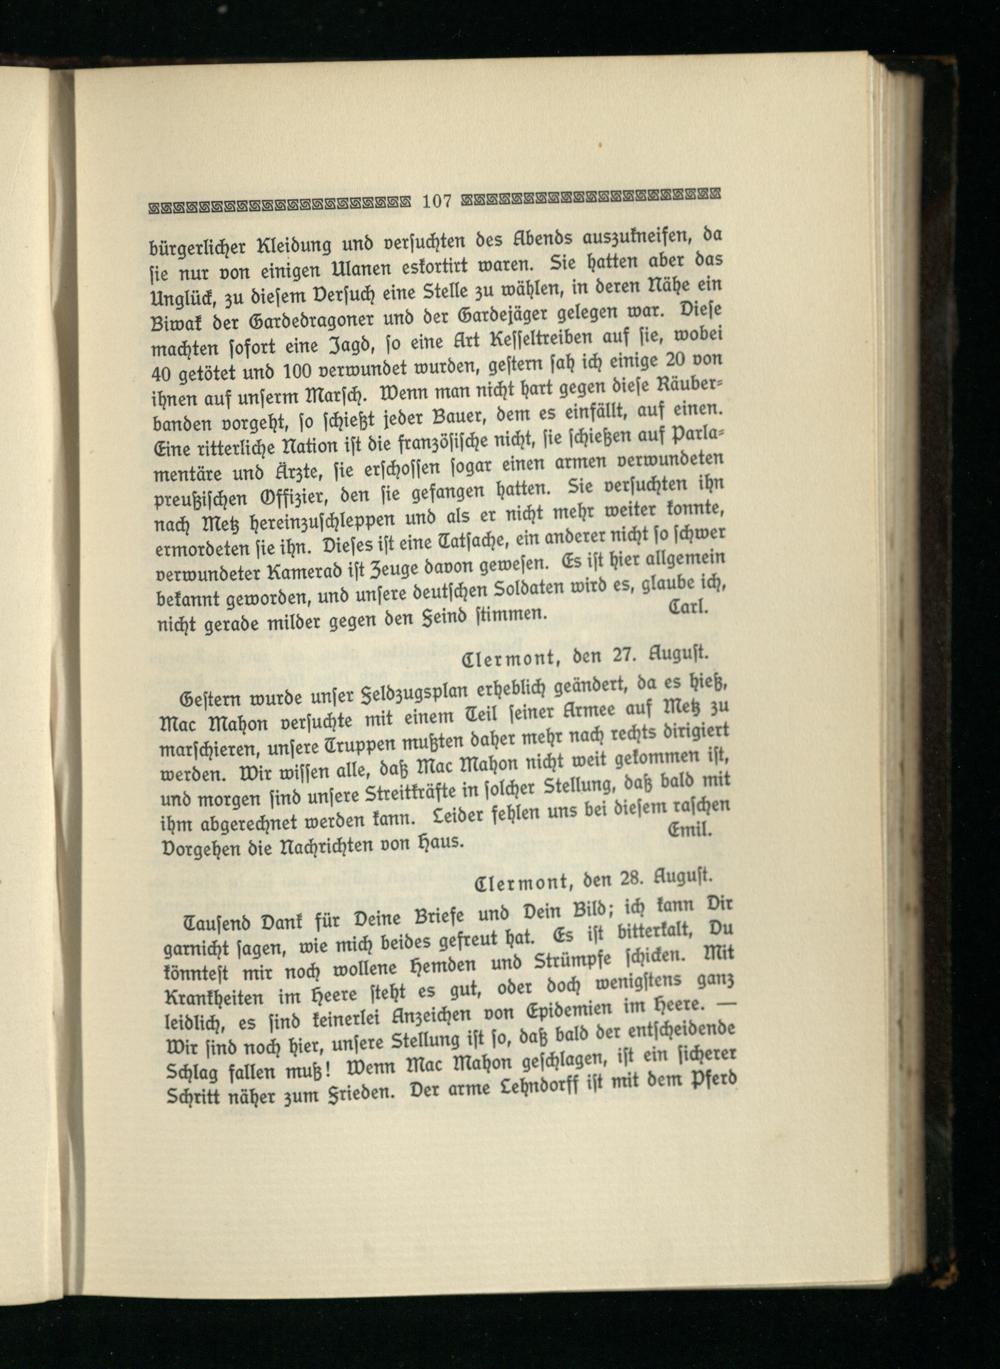 107
bürgerlicher Kleidung und versuchten des Abends auszukneifen, da
sie nur von einigen Ulanen eskortirt waren. Sie hatten aber das
Unglück, zu diesem Versuch eine Stelle zu wählen, in deren Nähe ein
Biwak der Gardedragoner und der Gardejäger gelegen war. Diese
machten sofort eine Jagd, so eine Art Kesseltreiben auf sie, wobei
40 getötet und 100 verwundet wurden, gestern sah ich einige 20 von
ihnen auf unserm Marsch. Wenn man nicht hart gegen diese Räuber-
banden vorgeht, so schießt jeder Bauer, dem es einfällt, auf einen.
Eine ritterliche Nation ist die französische nicht, sie schießen auf Parla-
mentäre und Ärzte, sie erschossen sogar einen armen verwundeten
preußischen Offizier, den sie gefangen hatten. Sie versuchten ihn
nach Metz hereinzuschleppen und als er nicht mehr weiter konnte,
ermordeten sie ihn. Dieses ist eine Tatsache, ein anderer nicht so schwer
verwundeter Kamerad ist Zeuge davon gewesen. Es ist hier allgemein
bekannt geworden, und unsere deutschen Soldaten wird es, glaube ich,
nicht gerade milder gegen den Feind stimmen. Carl.
Clermont, den 27. August.
Gestern wurde unser Feldzugsplan erheblich geändert, da es hieß,
Mac Mahon versuchte mit einem Teil seiner Armee auf Metz zu
marschieren, unsere Truppen mußten daher mehr nach rechts dirigiert
werden. Wir wissen alle, daß Mac Mahon nicht weit gekommen ist,
und morgen sind unsere Streitkräfte in solcher Stellung, daß bald mit
ihm abgerechnet werden kann. Leider fehlen uns bei diesem raschen
Vorgehen die Nachrichten von Haus. Emil.
Clermont, den 28. August.
Tausend Dank für Deine Briefe und Dein Bild; ich kann Dir
garnicht sagen, wie mich beides gefreut hat. Es ist bitterkalt, Du
könntest mir noch wollene Hemden und Strümpfe schicken. Mit
Krankheiten im Heere steht es gut, oder doch wenigstens ganz
leidlich, es sind keinerlei Anzeichen von Epidemien im Heere. —
Wir sind noch hier, unsere Stellung ist so, daß bald der entscheidende
Schlag fallen muß! Wenn Mac Mahon geschlagen, ist ein sicherer
Schritt näher zum Frieden. Der arme Lehndorff ist mit dem Pferd